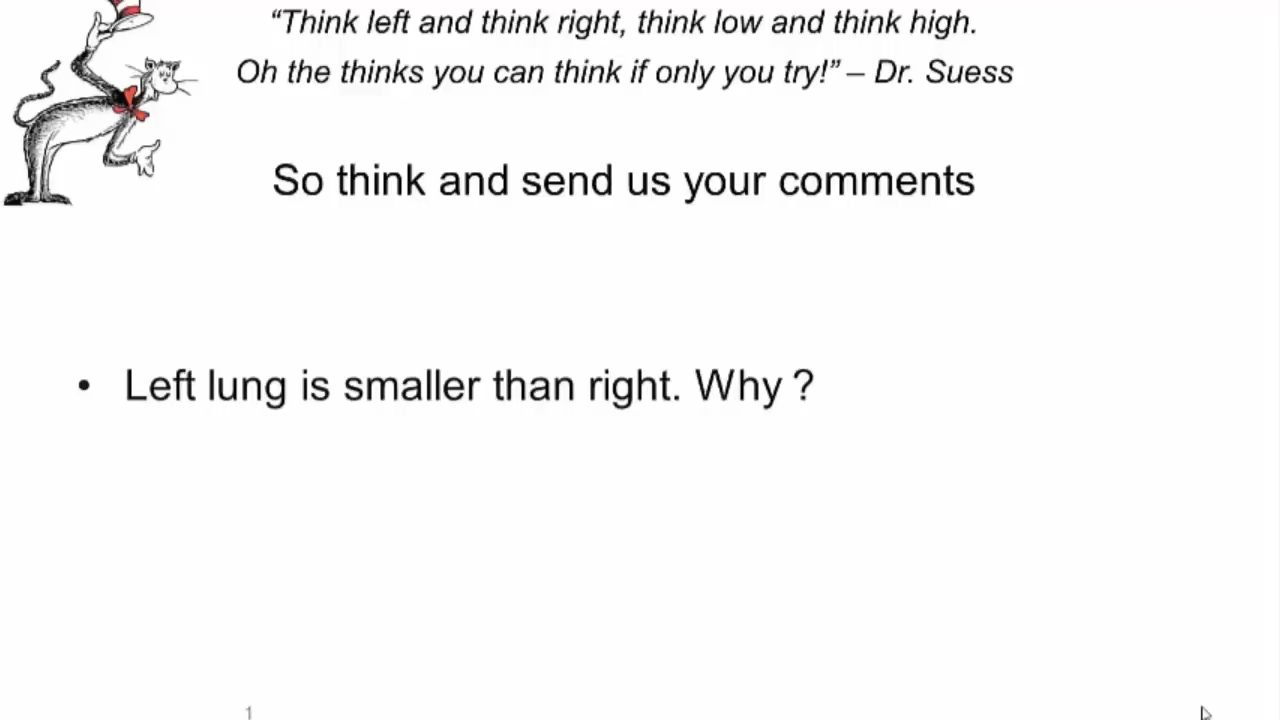 “Think left and think right, think low and think high.
Oh the thinks you can think if only you try!” – Dr. Suess
So think and send us your comments
• Left lung is smaller than right. Why ?
1